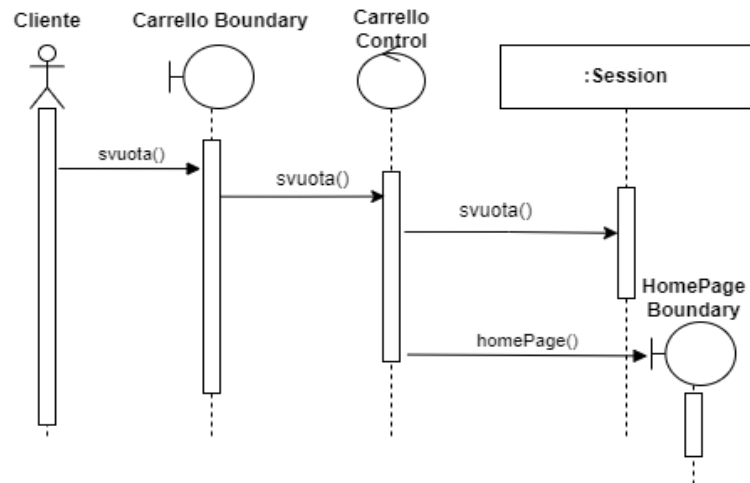 Cliente
Carrello Boundary
Carrello
Control
:Session
svuota()
svuota()
svuota()
HomePage
Boundary
homePage()